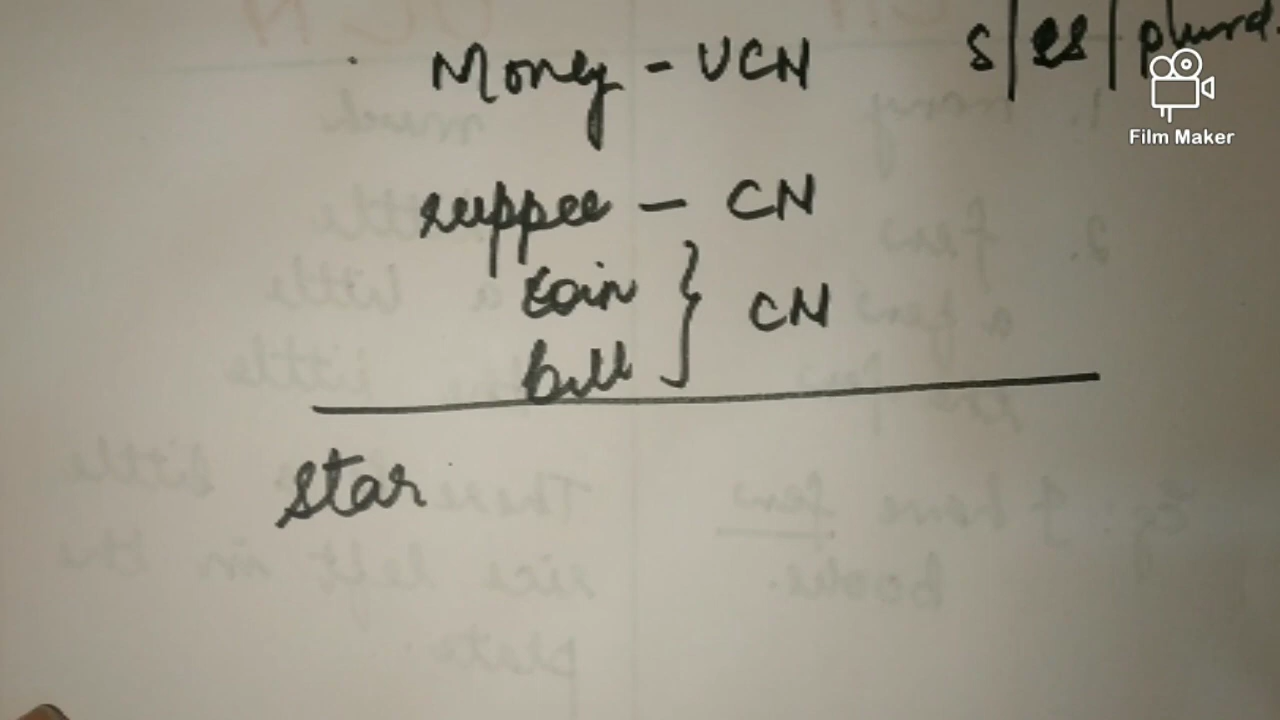 Money - UCN
s/es/plural.
Film Maker
ruppee - CN
coin
bill } CN
star